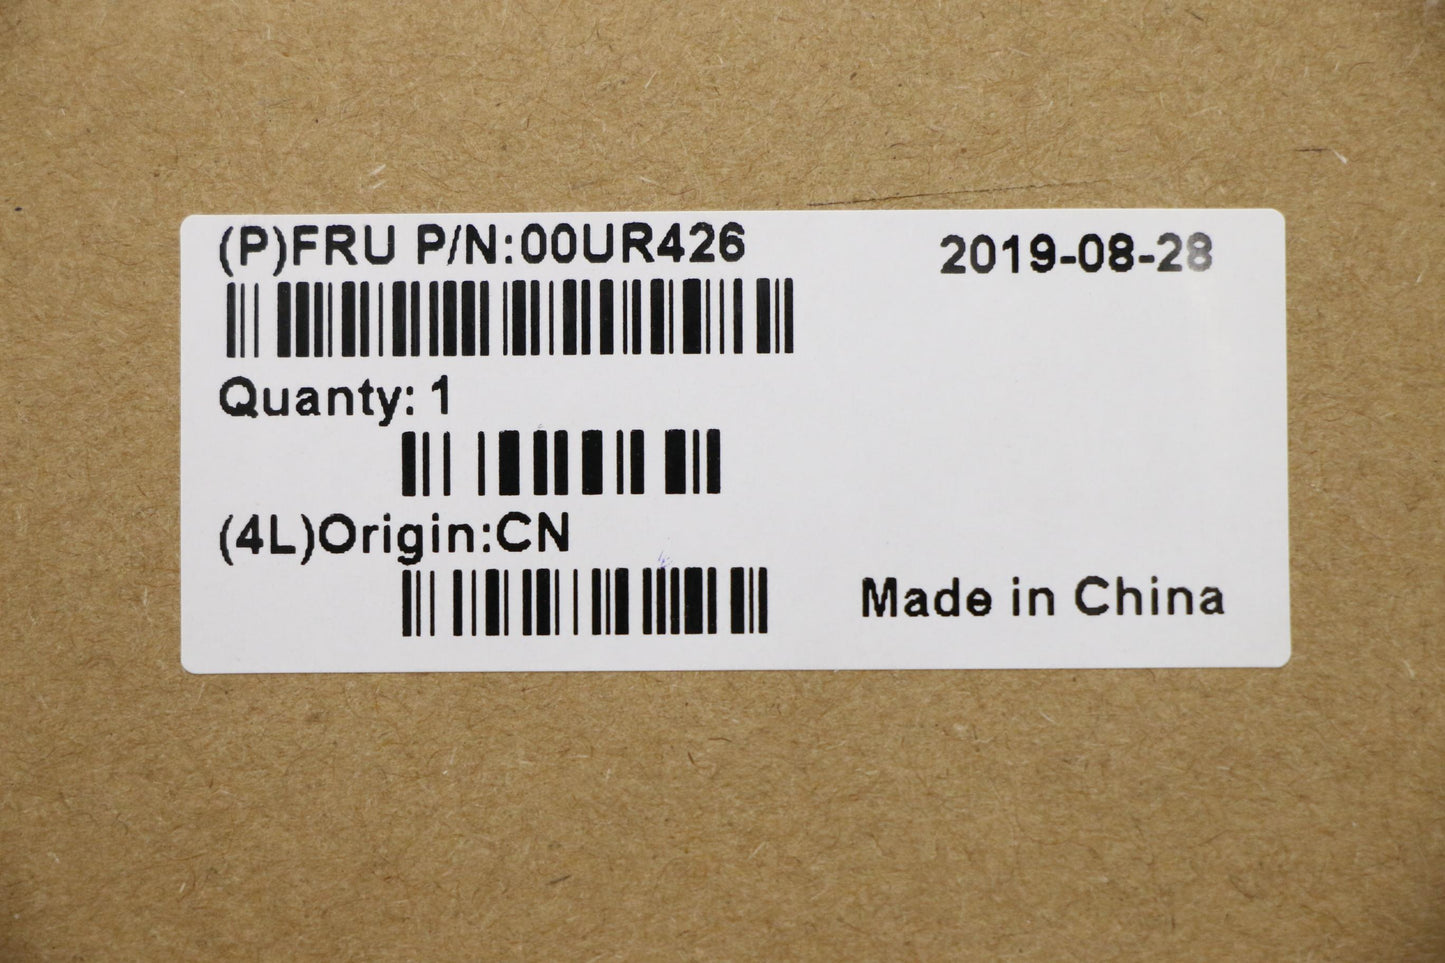 (P)FRU P/N:00UR426
2019-08-28
Quanty: 1
(4L)Origin:CN
Made in China